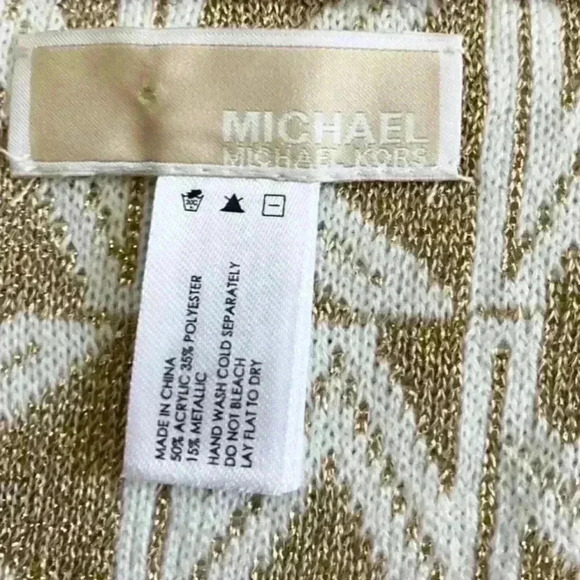 MICHAEL
MICHAEL KORS
MADE IN CHINA
50% ACRYLIC 35% POLYESTER
15% METALLIC
HAND WASH COLD SEPARATELY
DO NOT BLEACH
LAY FLAT TO DRY